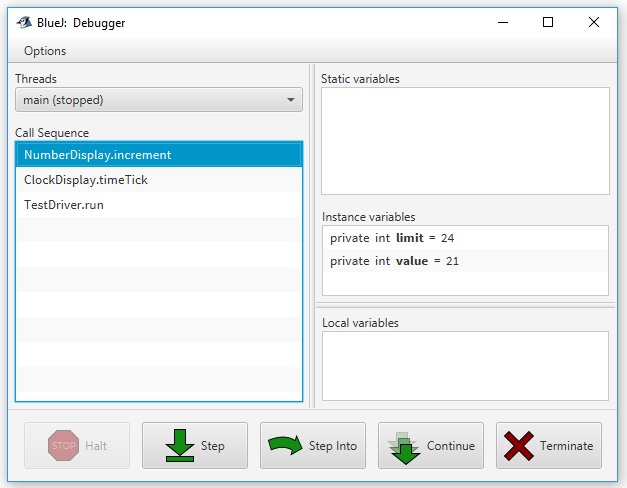 BlueJ: Debugger
Options
Threads
main (stopped)
Call Sequence
NumberDisplay.increment
ClockDisplay.timeTick
TestDriver.run
Static variables
Instance variables
private int limit = 24
private int value = 21
Local variables
STOP Halt
Step
Step Into
Continue
Terminate